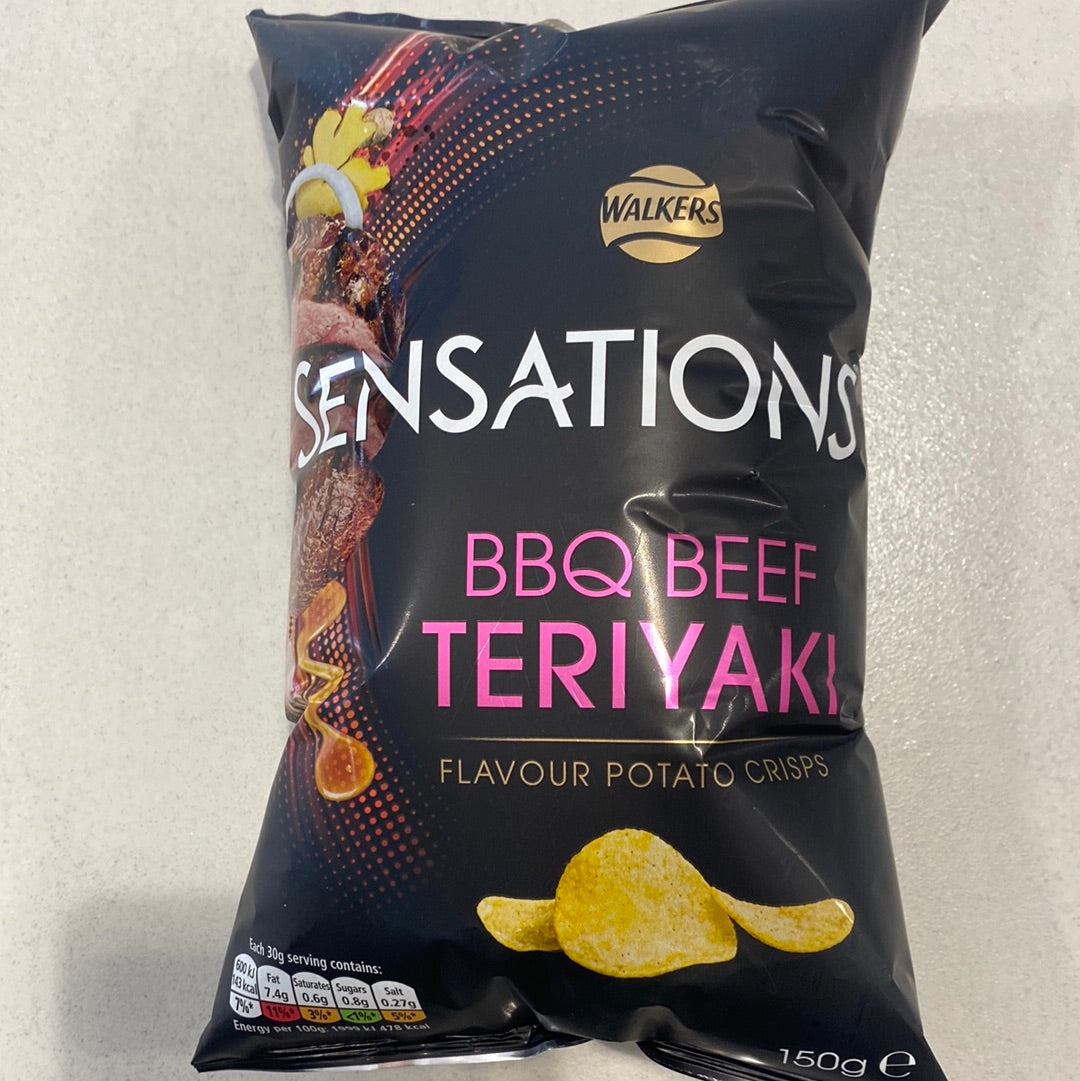 WALKERS
SENSATIONS
BBQ BEEF
TERIYAKI
FLAVOUR POTATO CRISPS
Each 30g serving contains:
600 kJ
143 kcal
7%*
Fat
7.4g
11%*
Saturates
0.6g
3%*
Sugars
0.8g
<1%*
Salt
0.27g
5%*
Energy per 100g: 1999 kJ 478 kcal
150g e